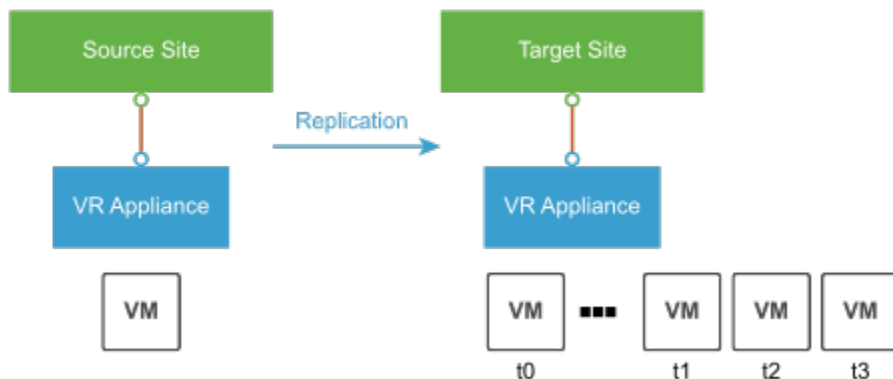 Source Site
Target Site
Replication
VR Appliance
VR Appliance
VM
VM
VM
VM
VM
t0
t1
t2
t3